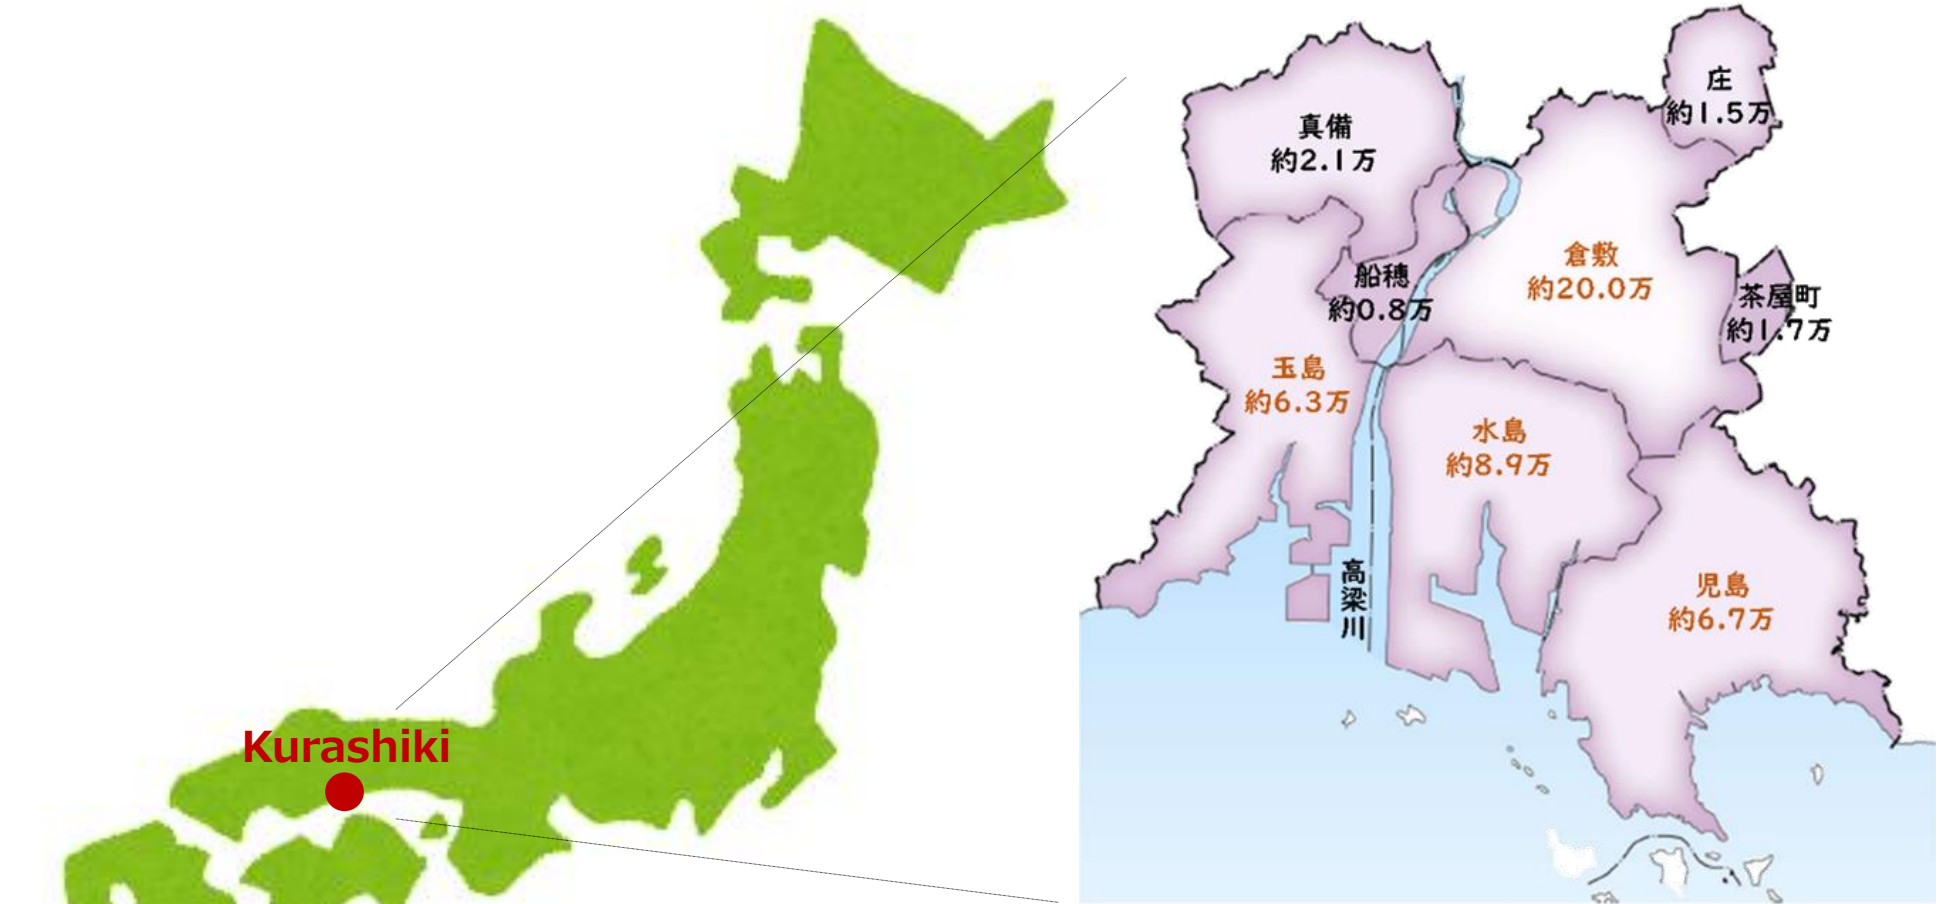 Kurashiki
庄
約1.5万
真備
約2.1万
倉敷
約20.0万
船穂
約0.8万
茶屋町
約1.7万
玉島
約6.3万
水島
約8.9万
高梁川
児島
約6.7万